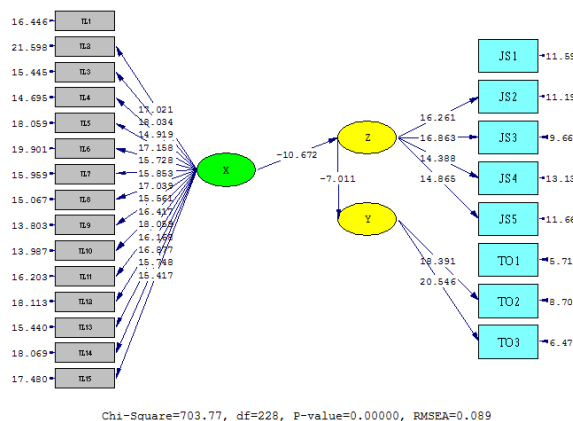 16.446 TL1
21.598 TL2
15.445 TL3
14.695 TL4
18.059 TL5
19.901 TL6
15.959 TL7
15.067 TL8
13.803 TL9
13.987 TL10
16.203 TL11
18.113 TL12
15.440 TL13
18.069 TL14
17.480 TL15
17.021
18.034
14.919
17.158
15.728
15.853
17.039
15.561
16.417
16.877
15.748
15.417
X
-10.672
Z
-7.011
Y
16.261
16.863
14.388
14.865
18.391
20.546
JS1 11.59
JS2 11.19
JS3 9.66
JS4 13.13
JS5 11.66
TO1 5.71
TO2 8.70
TO3 6.47
Chi-Square=703.77, df=228, P-value=0.00000, RMSEA=0.089